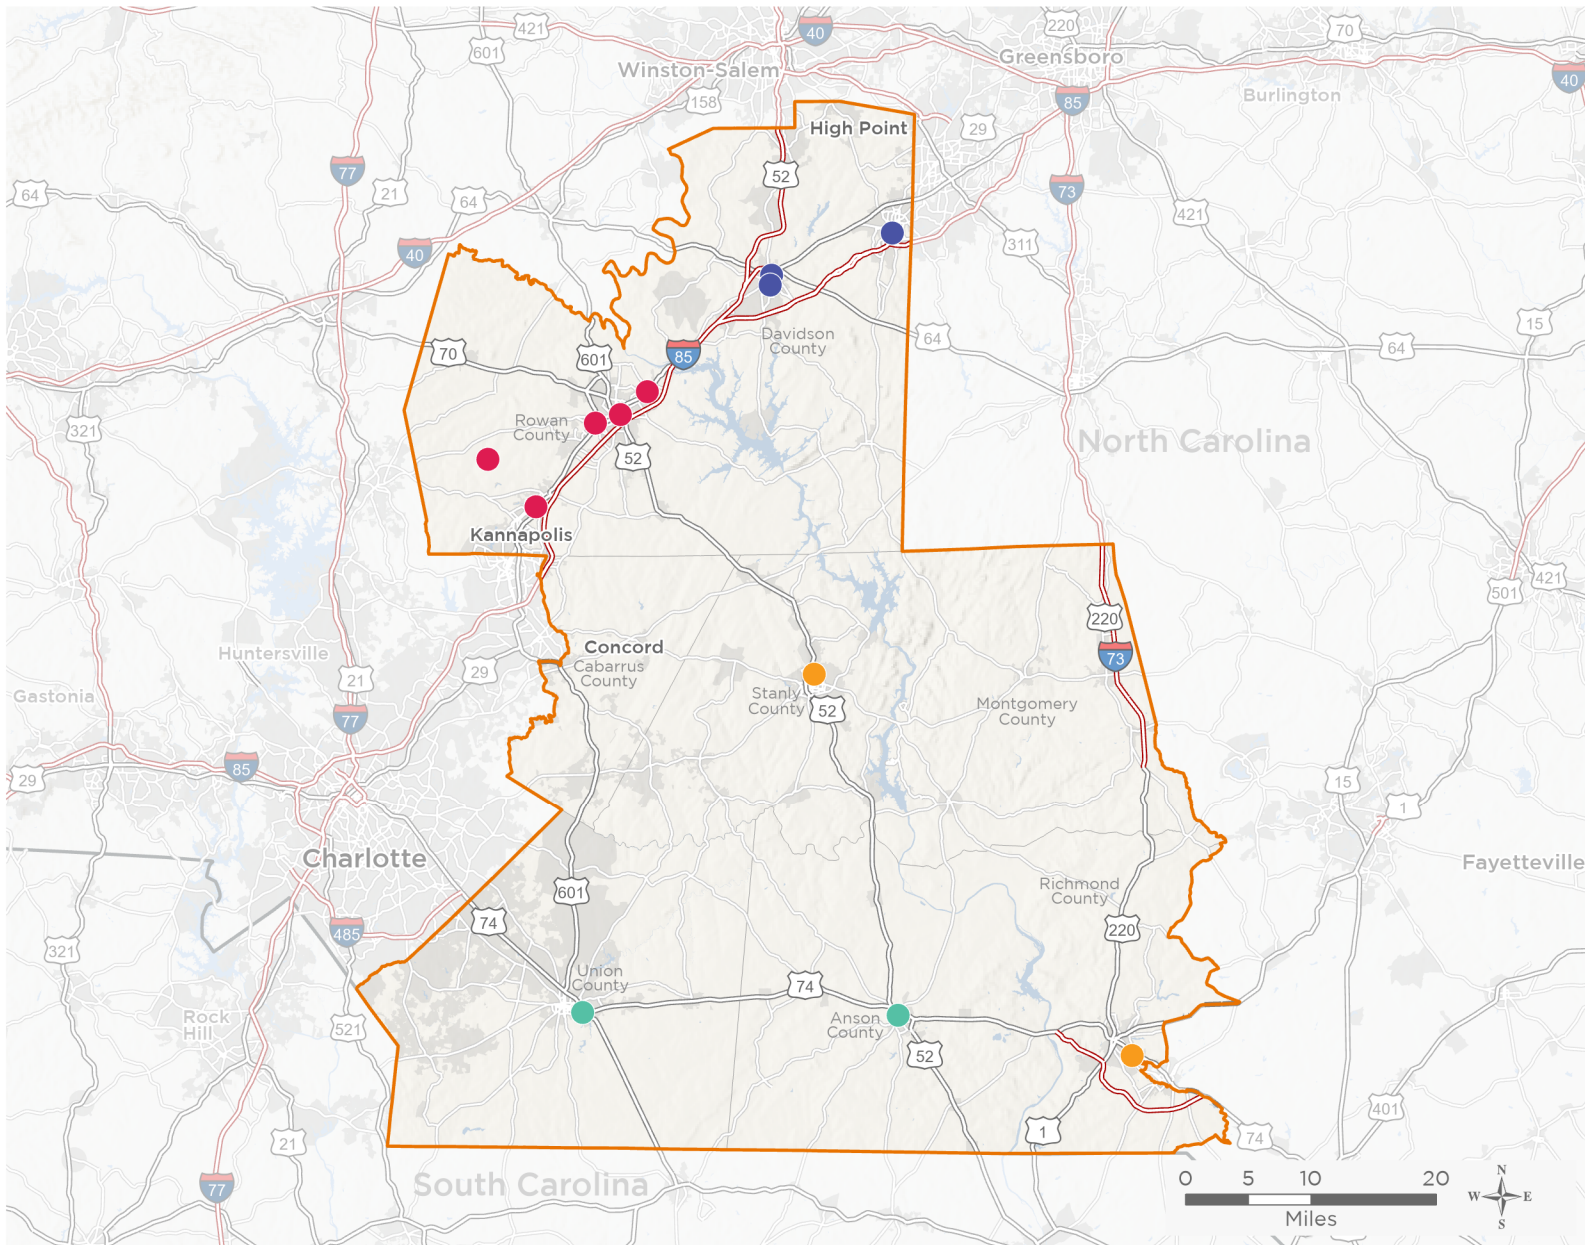 421
40
220
70
601
Winston-Salem
Greensboro
40
158
85
Burlington
High Point
29
77
52
64
21
64
73
421
40
311
Davidson
County
64
15
64
70
601
85
321
Rowan
County
52
North Carolina
Kannapolis
421
501
220
Concord
Huntersville
Cabarrus
County
73
29
21
Gastonia
Stanly
County
52
Montgomery
County
77
85
29
15
1
Charlotte
Fayetteville
Richmond
County
601
74
485
220
321
Union
County
74
Rock
Hill
521
Anson
County
52
401
21
1
74
77
South Carolina
0 5 10 20
Miles
N
W E
S